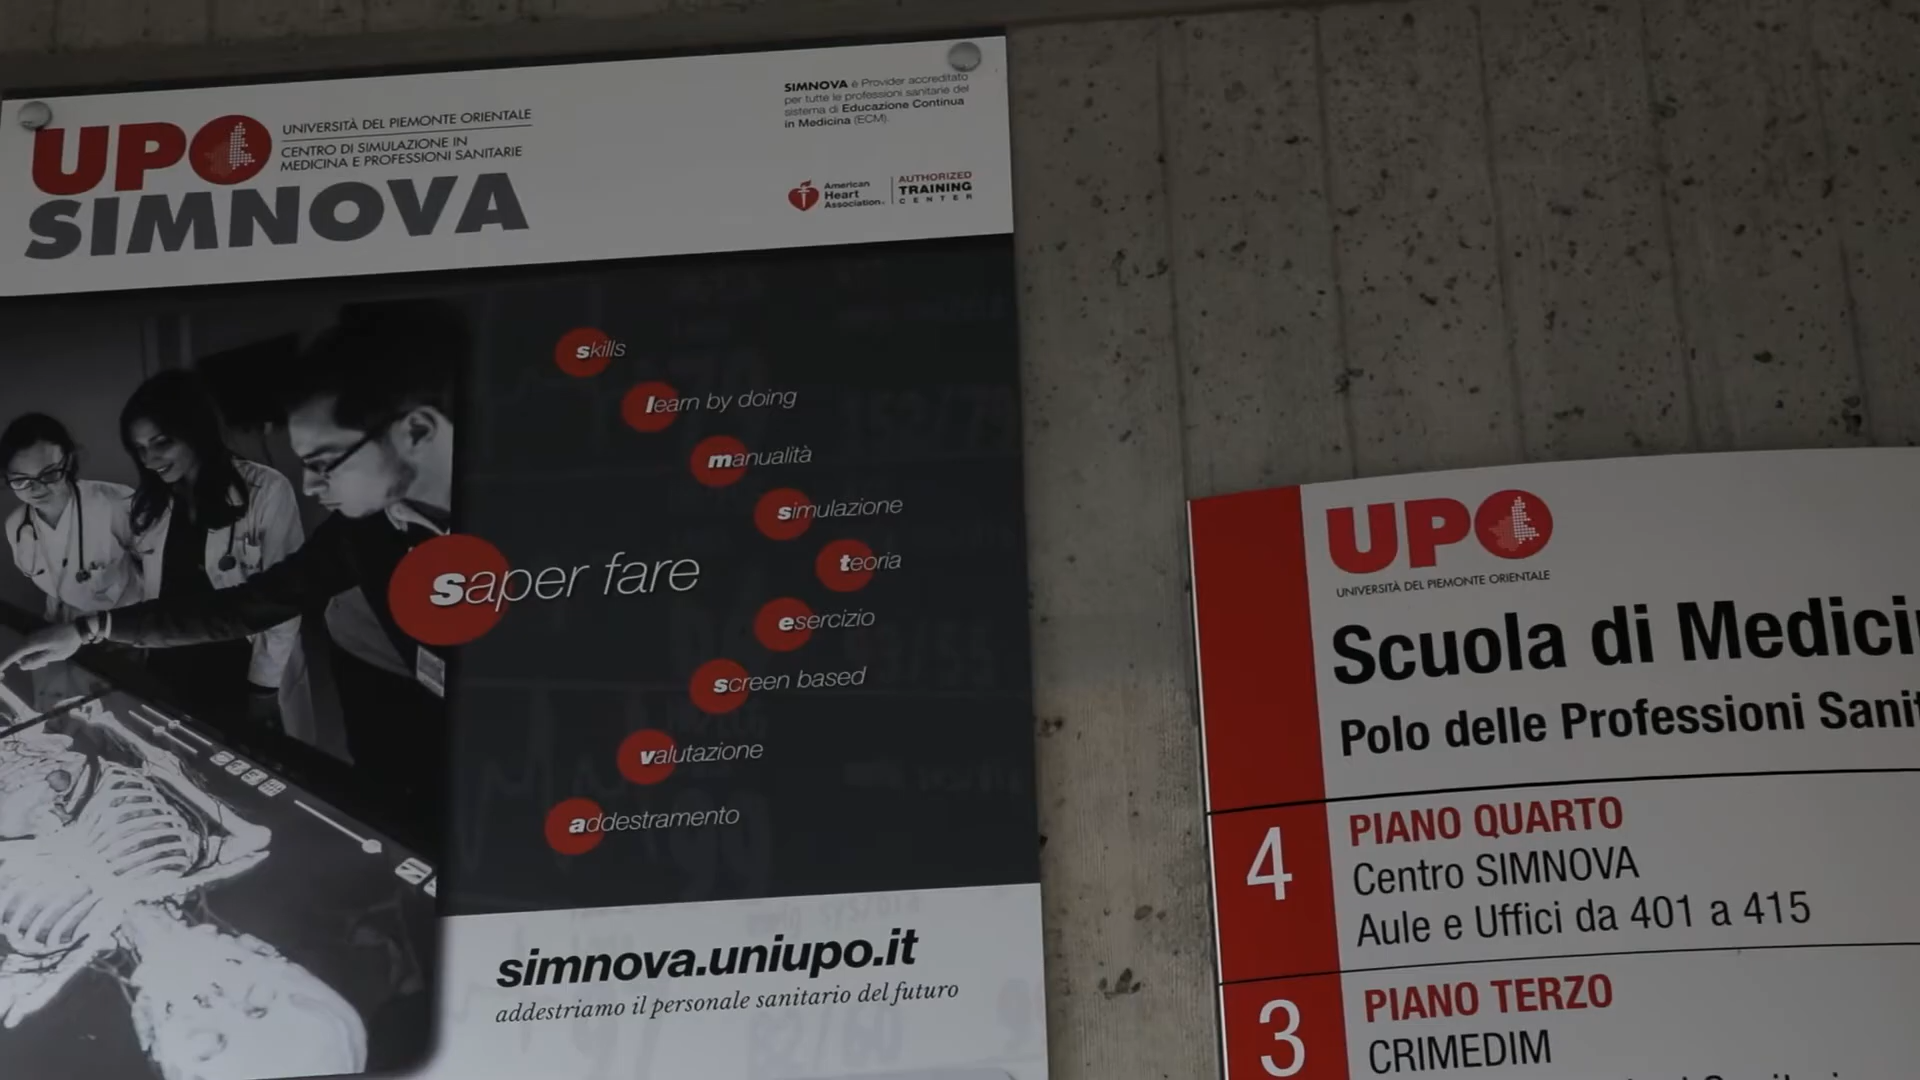 UPO
UNIVERSITÀ DEL PIEMONTE ORIENTALE
CENTRO DI SIMULAZIONE IN
MEDICINA E PROFESSIONI SANITARIE
SIMNOVA
SIMNOVA è Provider accreditato
per tutte le professioni sanitarie del
sistema di Educazione Continua
in Medicina (ECM).
American
Heart
Association.
AUTHORIZED
TRAINING
CENTER
skills
learn by doing
manualità
simulazione
teoria
saper fare
esercizio
screen based
valutazione
addestramento
simnova.uniupo.it
addestriamo il personale sanitario del futuro
UPO
UNIVERSITÀ DEL PIEMONTE ORIENTALE
Scuola di Medici
Polo delle Professioni Sanit
4
PIANO QUARTO
Centro SIMNOVA
Aule e Uffici da 401 a 415
3
PIANO TERZO
CRIMEDIM